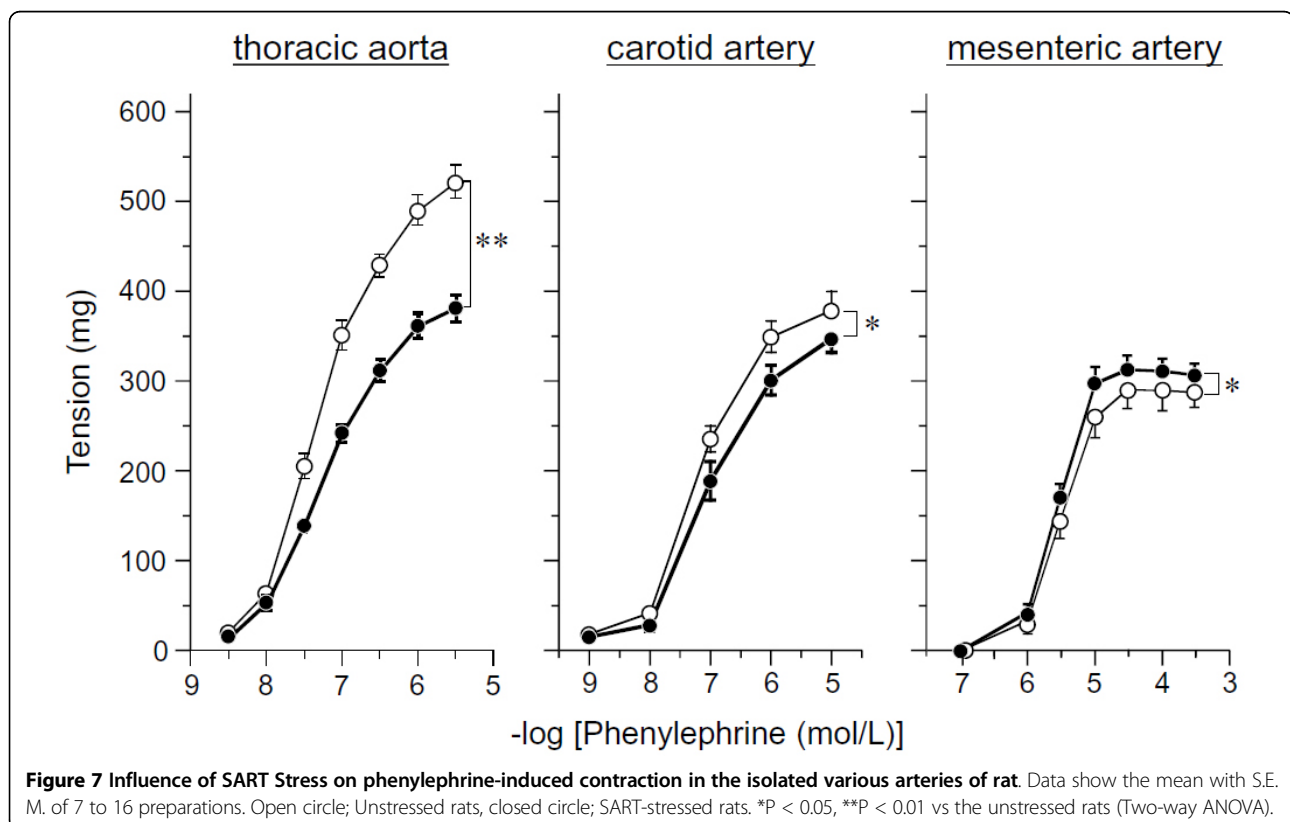 thoracic aorta carotid artery mesenteric artery
600
500
400
300
200
100
0
Tension (mg)
**
*
*
9 8 7 6 5 9 8 7 6 5 7 6 5 4 3
-log [Phenylephrine (mol/L)]
Figure 7 Influence of SART Stress on phenylephrine-induced contraction in the isolated various arteries of rat. Data show the mean with S.E.
M. of 7 to 16 preparations. Open circle; Unstressed rats, closed circle; SART-stressed rats. *P < 0.05, **P < 0.01 vs the unstressed rats (Two-way ANOVA).